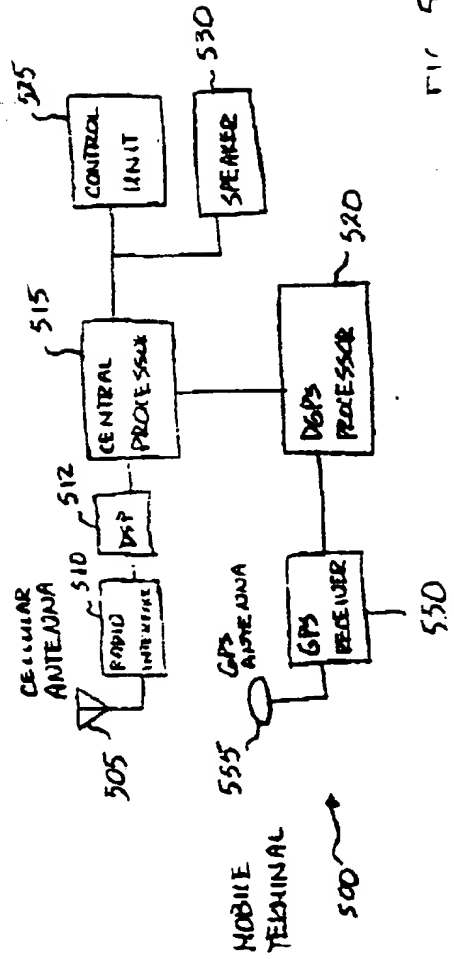 CELLULAR
ANTENNA
505
510
RADIO
INTERFACE
512
DSP
515
CENTRAL
PROCESSOR
525
CONTROL
UNIT
530
SPEAKER
GPS
ANTENNA
555
GPS
RECEIVER
550
DGPS
PROCESSOR
520
MOBILE
TERMINAL
500